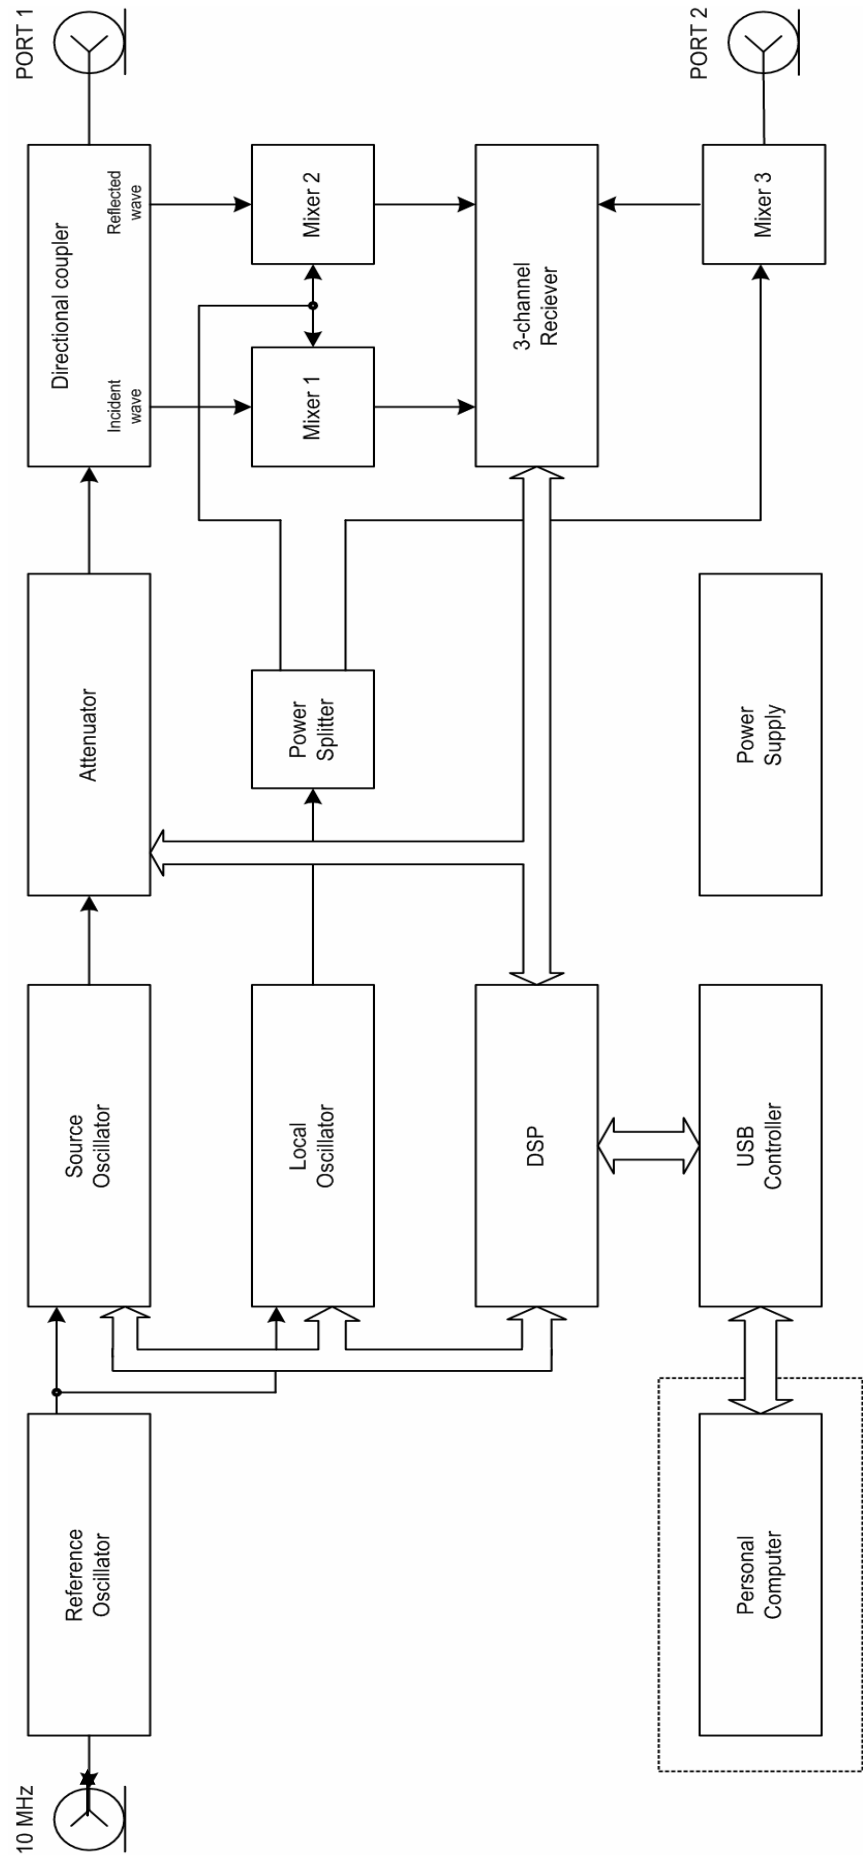 PORT 1
PORT 2
Directional coupler
Reflected
wave
Incident
wave
Mixer 2
Mixer 1
3-channel
Reciever
Mixer 3
Attenuator
Power
Splitter
Power
Supply
Source
Oscillator
Local
Oscillator
DSP
USB
Controller
Reference
Oscillator
Personal
Computer
10 MHz